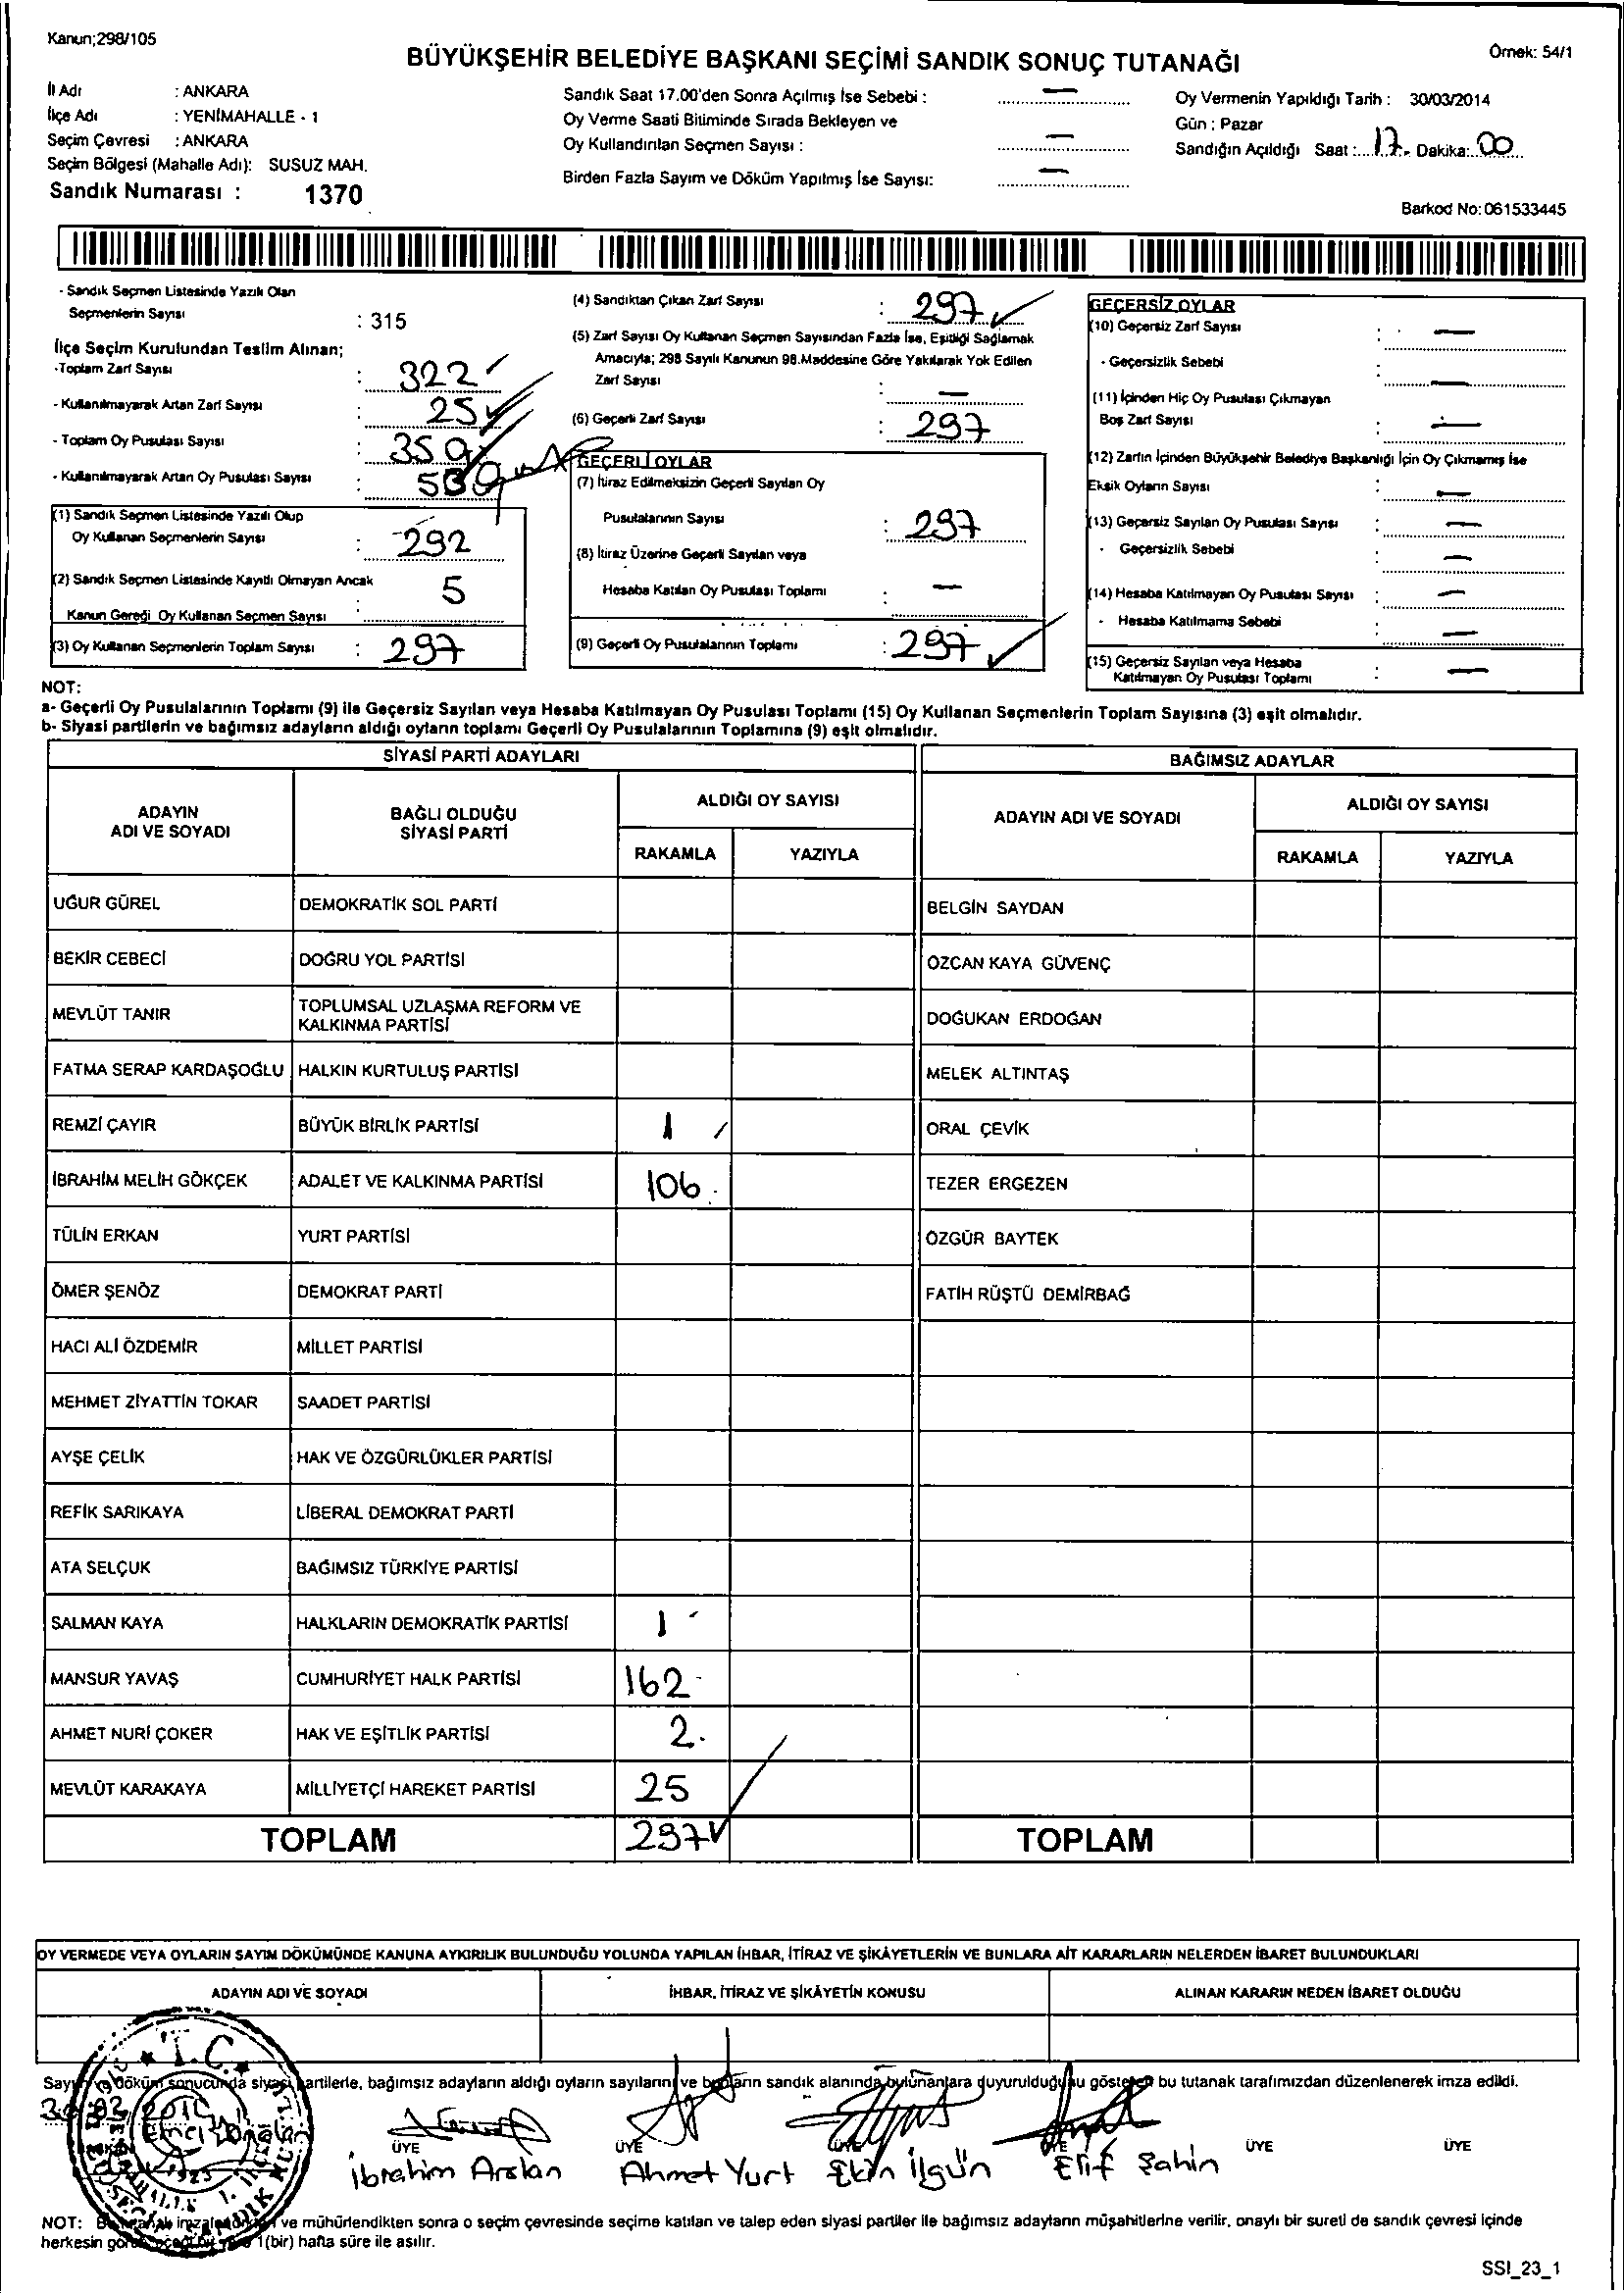 Kanun;298/105
BÜYÜKŞEHİR BELEDİYE BAŞKANI SEÇİMİ SANDIK SONUÇ TUTANAĞI
Örnek: 54/1
İl Adı : ANKARA
İlçe Adı : YENİMAHALLE - 1
Seçim Çevresi : ANKARA
Seçim Bölgesi (Mahalle Adı): SUSUZ MAH.
Sandık Numarası : 1370
Sandık Saat 17.00'den Sonra Açılmış İse Sebebi : —
Oy Verme Saati Bitiminde Sırada Bekleyen ve
Oy Kullandırılan Seçmen Sayısı : —
Birden Fazla Sayım ve Döküm Yapılmış İse Sayısı: —
Oy Vermenin Yapıldığı Tarih : 30/03/2014
Gün : Pazar
Sandığın Açıldığı Saat : 17 Dakika: 00
Barkod No:061533445
- Sandık Seçmen Listesinde Yazılı Olan
Seçmenlerin Sayısı : 315
İlçe Seçim Kurulundan Teslim Alınan;
-Toplam Zarf Sayısı : 322
- Kullanılmayarak Artan Zarf Sayısı : 25
- Toplam Oy Pusulası Sayısı : 350
- Kullanılmayarak Artan Oy Pusulası Sayısı :
(1) Sandık Seçmen Listesinde Yazılı Olup
Oy Kullanan Seçmenlerin Sayısı : 292
(2) Sandık Seçmen Listesinde Kayıtlı Olmayan Ancak
Kanun Gereği Oy Kullanan Seçmen Sayısı : 5
(3) Oy Kullanan Seçmenlerin Toplam Sayısı : 297
(4) Sandıktan Çıkan Zarf Sayısı : 297
(5) Zarf Sayısı Oy Kullanan Seçmen Sayısından Fazla İse, Eşitliği Sağlamak
Amacıyla; 298 Sayılı Kanunun 98.Maddesine Göre Yakılarak Yok Edilen
Zarf Sayısı : —
(6) Geçerli Zarf Sayısı : 297
GEÇERLİ OYLAR
(7) İtiraz Edilmeksizin Geçerli Sayılan Oy
Pusulalarının Sayısı : 297
(8) İtiraz Üzerine Geçerli Sayılan veya
Hesaba Katılan Oy Pusulası Toplamı : —
(9) Geçerli Oy Pusulalarının Toplamı : 297
GEÇERSİZ OYLAR
(10) Geçersiz Zarf Sayısı : —
- Geçersizlik Sebebi : —
(11) İçinden Hiç Oy Pusulası Çıkmayan
Boş Zarf Sayısı : —
(12) Zarfın İçinden Büyükşehir Belediye Başkanlığı İçin Oy Çıkmamış İse
Eksik Oyların Sayısı : —
(13) Geçersiz Sayılan Oy Pusulası Sayısı : —
- Geçersizlik Sebebi : —
(14) Hesaba Katılmayan Oy Pusulası Sayısı : —
- Hesaba Katılmama Sebebi : —
(15) Geçersiz Sayılan veya Hesaba
Katılmayan Oy Pusulası Toplamı : —
NOT:
a- Geçerli Oy Pusulalarının Toplamı (9) ile Geçersiz Sayılan veya Hesaba Katılmayan Oy Pusulası Toplamı (15) Oy Kullanan Seçmenlerin Toplam Sayısına (3) eşit olmalıdır.
b- Siyasi partilerin ve bağımsız adayların aldığı oyların toplamı Geçerli Oy Pusulalarının Toplamına (9) eşit olmalıdır.
SİYASİ PARTİ ADAYLARI
ADAYIN ADI VE SOYADI
BAĞLI OLDUĞU SİYASİ PARTİ
ALDIĞI OY SAYISI
RAKAMLA YAZIYLA
UĞUR GÜREL DEMOKRATİK SOL PARTİ
BEKİR CEBECİ DOĞRU YOL PARTİSİ
MEVLÜT TANIR TOPLUMSAL UZLAŞMA REFORM VE
KALKINMA PARTİSİ
FATMA SERAP KARDAŞOĞLU HALKIN KURTULUŞ PARTİSİ
REMZİ ÇAYIR BÜYÜK BİRLİK PARTİSİ 1
İBRAHİM MELİH GÖKÇEK ADALET VE KALKINMA PARTİSİ 106
TÜLİN ERKAN YURT PARTİSİ
ÖMER ŞENÖZ DEMOKRAT PARTİ
HACI ALİ ÖZDEMİR MİLLET PARTİSİ
MEHMET ZİYATTİN TOKAR SAADET PARTİSİ
AYŞE ÇELİK HAK VE ÖZGÜRLÜKLER PARTİSİ
REFİK SARIKAYA LİBERAL DEMOKRAT PARTİ
ATA SELÇUK BAĞIMSIZ TÜRKİYE PARTİSİ
SALMAN KAYA HALKLARIN DEMOKRATİK PARTİSİ 1
MANSUR YAVAŞ CUMHURİYET HALK PARTİSİ 162
AHMET NURİ ÇOKER HAK VE EŞİTLİK PARTİSİ 2
MEVLÜT KARAKAYA MİLLİYETÇİ HAREKET PARTİSİ 25
TOPLAM 297
BAĞIMSIZ ADAYLAR
ADAYIN ADI VE SOYADI
ALDIĞI OY SAYISI
RAKAMLA YAZIYLA
BELGİN SAYDAN
ÖZCAN KAYA GÜVENÇ
DOĞUKAN ERDOĞAN
MELEK ALTINTAŞ
ORAL ÇEVİK
TEZER ERGEZEN
ÖZGÜR BAYTEK
FATİH RÜŞTÜ DEMİRBAĞ
TOPLAM
OY VERMEDE VEYA OYLARIN SAYIM DÖKÜMÜNDE KANUNA AYKIRILIK BULUNDUĞU YOLUNDA YAPILAN İHBAR, İTİRAZ VE ŞİKÂYETLERİN VE BUNLARA AİT KARARLARIN NELERDEN İBARET BULUNDUKLARI
ADAYIN ADI VE SOYADI
İHBAR, İTİRAZ VE ŞİKÂYETİN KONUSU
ALINAN KARARIN NEDEN İBARET OLDUĞU
T.C.
döküm sonucunda siyasi partilerle, bağımsız adayların aldığı oyların sayılarını ve bunların sandık alanında bulunanlara duyurulduğunu gösteren bu tutanak tarafımızdan düzenlenerek imza edildi.
ÜYE ÜYE ÜYE ÜYE ÜYE ÜYE
İbrahim Arslan Ahmet Yurt Ekin İlgün Elif Şahin
NOT: ve mühürlendikten sonra o seçim çevresinde seçime katılan ve talep eden siyasi partiler ile bağımsız adayların müşahitlerine verilir, onaylı bir sureti de sandık çevresi içinde
herkesin 1(bir) hafta süre ile asılır.
SSI_23_1